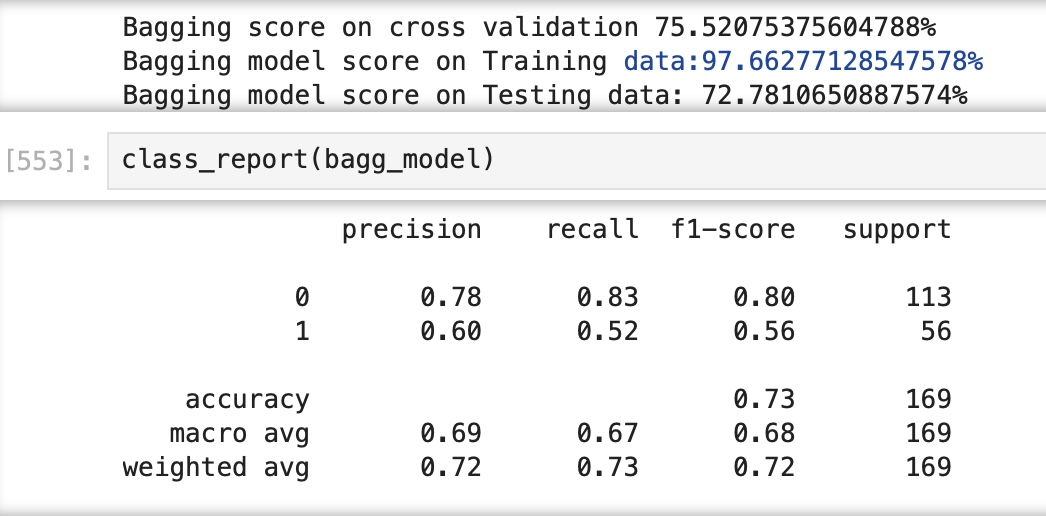 Bagging score on cross validation 75.52075375604788%
Bagging model score on Training data:97.66277128547578%
Bagging model score on Testing data: 72.7810650887574%
[553]: class_report(bagg_model)
precision recall f1-score support
0 0.78 0.83 0.80 113
1 0.60 0.52 0.56 56
accuracy 0.73 169
macro avg 0.69 0.67 0.68 169
weighted avg 0.72 0.73 0.72 169